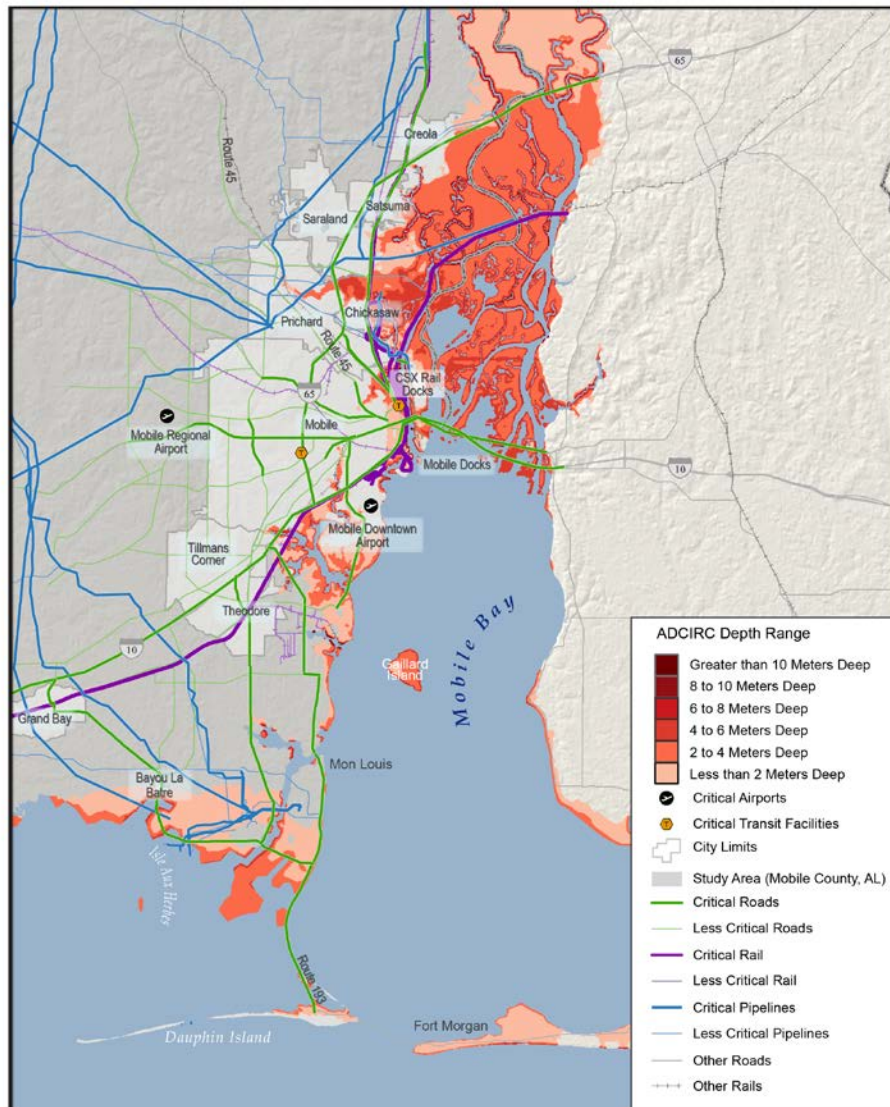 65
Creola
Route 45
Satsuma
Saraland
Chickasaw
Prichard
Route 45
CSX Rail
Docks
65
T
Mobile
Mobile Regional
Airport
T
Mobile Docks
10
Mobile Downtown
Airport
Tillmans
Corner
Theodore
Mobile Bay
10
Gaillard
Island
Grand Bay
Mon Louis
Bayou La
Batre
Isle Aux Herbes
Route 193
Dauphin Island
Fort Morgan
ADCIRC Depth Range
Greater than 10 Meters Deep
8 to 10 Meters Deep
6 to 8 Meters Deep
4 to 6 Meters Deep
2 to 4 Meters Deep
Less than 2 Meters Deep
Critical Airports
T
Critical Transit Facilities
City Limits
Study Area (Mobile County, AL)
Critical Roads
Less Critical Roads
Critical Rail
Less Critical Rail
Critical Pipelines
Less Critical Pipelines
Other Roads
Other Rails